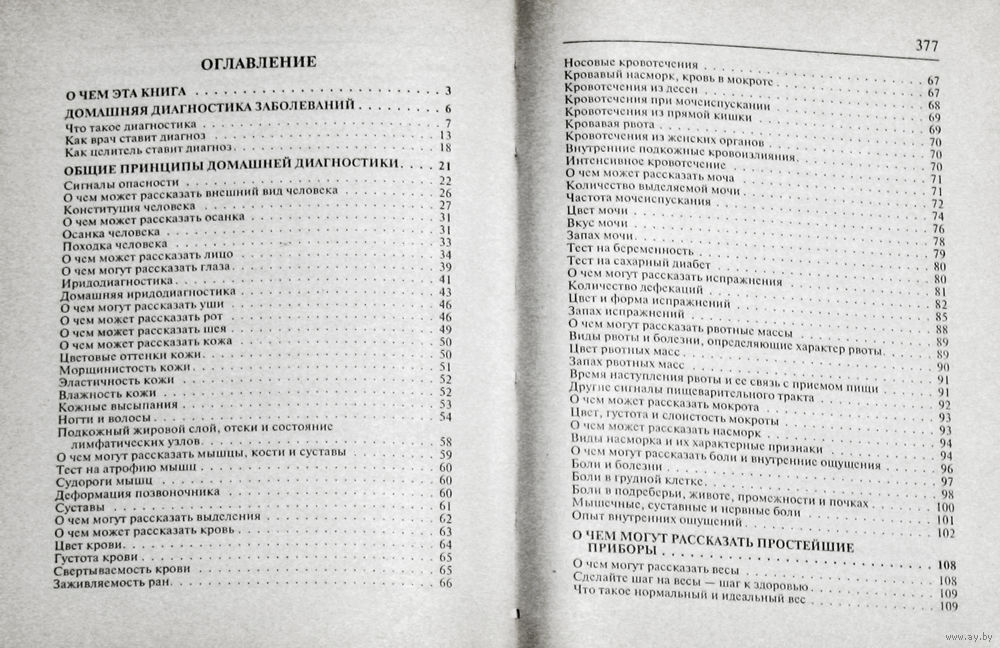 ОГЛАВЛЕНИЕ
О ЧЕМ ЭТА КНИГА . . . 3
ДОМАШНЯЯ ДИАГНОСТИКА ЗАБОЛЕВАНИЙ . . . 6
Что такое диагностика . . . 7
Как врач ставит диагноз . . . 13
Как целитель ставит диагноз . . . 18
ОБЩИЕ ПРИНЦИПЫ ДОМАШНЕЙ ДИАГНОСТИКИ . . . 21
Сигналы опасности . . . 22
О чем может рассказать внешний вид человека . . . 26
Конституция человека . . . 27
О чем может рассказать осанка . . . 31
Осанка человека . . . 31
Походка человека . . . 33
О чем может рассказать лицо . . . 34
О чем могут рассказать глаза . . . 39
Иридодиагностика . . . 41
Домашняя иридодиагностика . . . 43
О чем могут рассказать уши . . . 46
О чем может рассказать рот . . . 46
О чем может рассказать шея . . . 49
О чем может рассказать кожа . . . 50
Цветовые оттенки кожи . . . 50
Морщинистость кожи . . . 51
Эластичность кожи . . . 52
Влажность кожи . . . 52
Кожные высыпания . . . 53
Ногти и волосы . . . 54
Подкожный жировой слой, отеки и состояние
лимфатических узлов . . . 58
О чем могут рассказать мышцы, кости и суставы . . . 59
Тест на атрофию мышц . . . 60
Судороги мышц . . . 60
Деформация позвоночника . . . 60
Суставы . . . 61
О чем могут рассказать выделения . . . 62
О чем может рассказать кровь . . . 63
Цвет крови . . . 64
Густота крови . . . 65
Свертываемость крови . . . 65
Заживляемость ран . . . 66
377
Носовые кровотечения . . . 67
Кровавый насморк, кровь в мокроте . . . 67
Кровотечения из десен . . . 68
Кровотечения при мочеиспускании . . . 69
Кровотечения из прямой кишки . . . 69
Кровавая рвота . . . 70
Кровотечения из женских органов . . . 70
Внутренние подкожные кровоизлияния . . . 70
Интенсивное кровотечение . . . 71
О чем может рассказать моча . . . 71
Количество выделяемой мочи . . . 72
Частота мочеиспускания . . . 74
Цвет мочи . . . 76
Вкус мочи . . . 78
Запах мочи . . . 79
Тест на беременность . . . 80
Тест на сахарный диабет . . . 80
О чем могут рассказать испражнения . . . 81
Количество дефекаций . . . 82
Цвет и форма испражнений . . . 85
Запах испражнений . . . 88
О чем могут рассказать рвотные массы . . . 89
Виды рвоты и болезни, определяющие характер рвоты . . . 89
Цвет рвотных масс . . . 90
Запах рвотных масс . . . 91
Время наступления рвоты и ее связь с приемом пищи . . . 91
Другие сигналы пищеварительного тракта . . . 92
О чем может рассказать мокрота . . . 93
Цвет, густота и слоистость мокроты . . . 93
О чем может рассказать насморк . . . 94
Виды насморка и их характерные признаки . . . 94
О чем могут рассказать боли и внутренние ощущения . . . 96
Боли и болезни . . . 97
Боли в грудной клетке . . . 98
Боли в подреберьи, животе, промежности и почках . . . 100
Мышечные, суставные и нервные боли . . . 101
Опыт внутренних ощущений . . . 102
О ЧЕМ МОГУТ РАССКАЗАТЬ ПРОСТЕЙШИЕ
ПРИБОРЫ . . . 108
О чем могут рассказать весы . . . 108
Сделайте шаг на весы — шаг к здоровью . . . 109
Что такое нормальный и идеальный вес . . . 109
www.ay.by